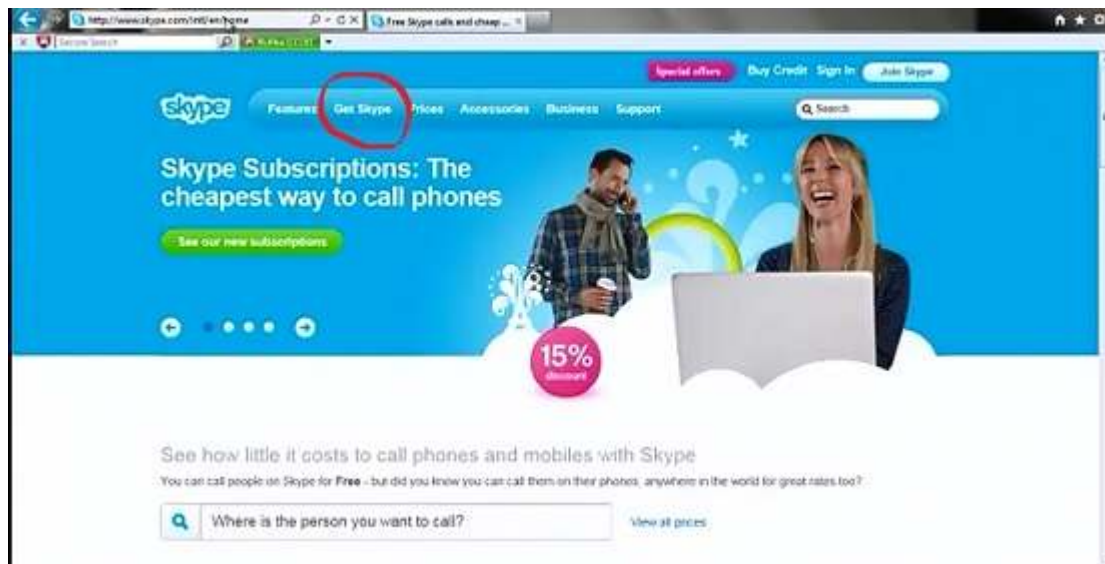 http://www.skype.com/intl/en/home
Free Skype calls and cheap ...
Secure Search
Special offers Buy Credit Sign In Join Skype
skype Features Get Skype Prices Accessories Business Support Search
Skype Subscriptions: The
cheapest way to call phones
See our new subscriptions
15%
discount
See how little it costs to call phones and mobiles with Skype
You can call people on Skype for Free - but did you know you can call them on their phones, anywhere in the world for great rates too?
Where is the person you want to call? View all prices